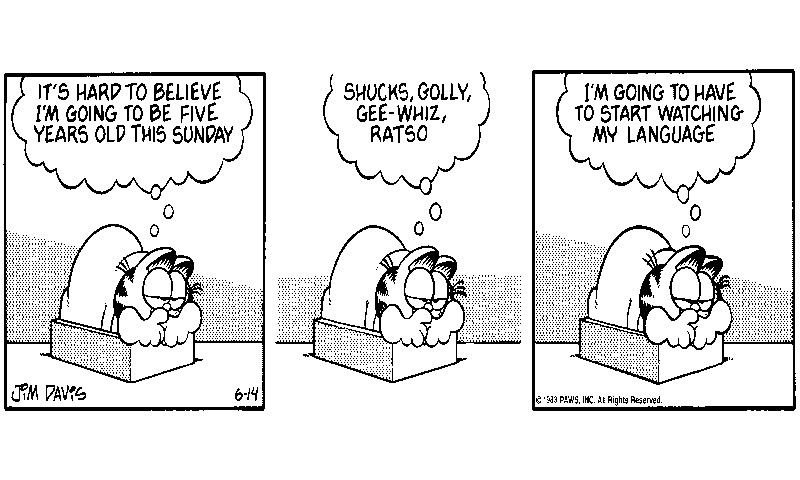 IT'S HARD TO BELIEVE
I'M GOING TO BE FIVE
YEARS OLD THIS SUNDAY
JIM DAVIS
6-14
SHUCKS, GOLLY,
GEE-WHIZ,
RATSO
I'M GOING TO HAVE
TO START WATCHING
MY LANGUAGE
© 1983 PAWS, INC. All Rights Reserved.